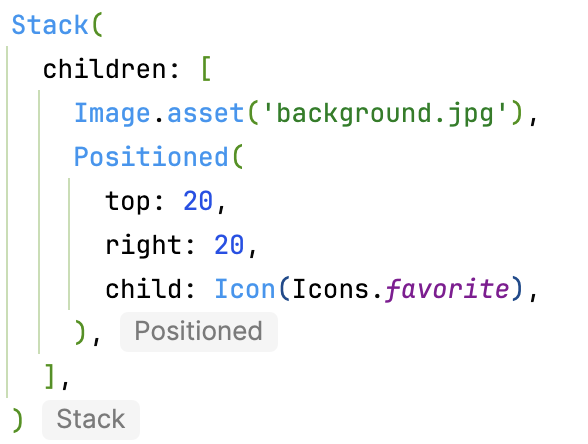 Stack(
  children: [
    Image.asset('background.jpg'),
    Positioned(
      top: 20,
      right: 20,
      child: Icon(Icons.favorite),
    ), Positioned
  ],
) Stack